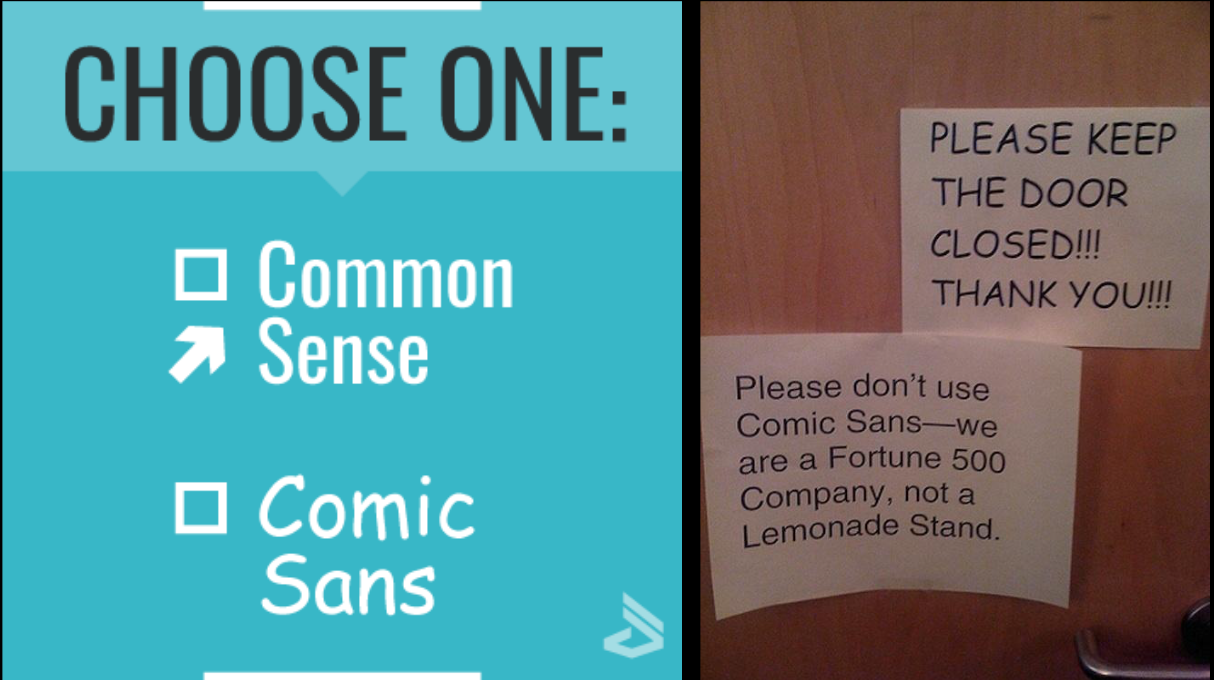 CHOOSE ONE:
Common
Sense
Comic
Sans
PLEASE KEEP
THE DOOR
CLOSED!!!
THANK YOU!!!
Please don't use
Comic Sans—we
are a Fortune 500
Company, not a
Lemonade Stand.